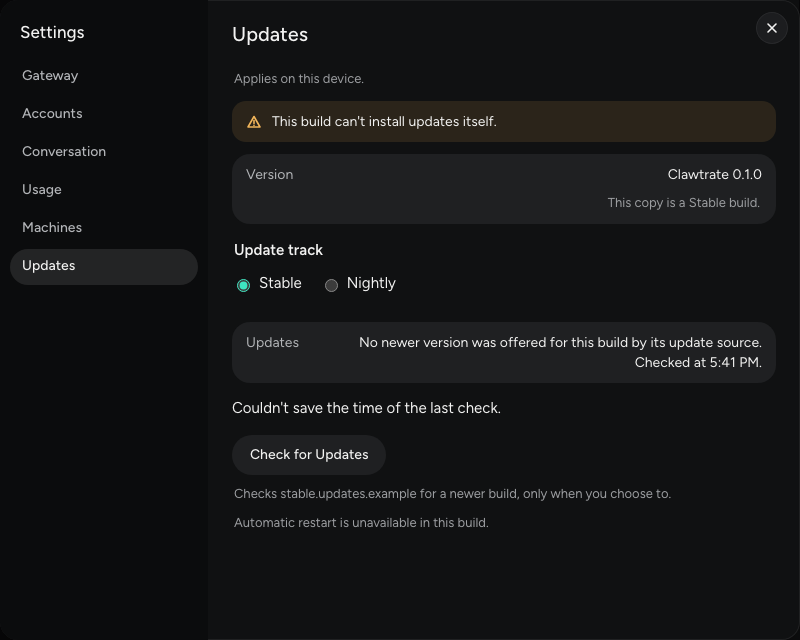 Settings
Gateway
Accounts
Conversation
Usage
Machines
Updates
Updates
Applies on this device.
This build can't install updates itself.
Version
Clawtrate 0.1.0
This copy is a Stable build.
Update track
Stable
Nightly
Updates
No newer version was offered for this build by its update source.
Checked at 5:41 PM.
Couldn't save the time of the last check.
Check for Updates
Checks stable.updates.example for a newer build, only when you choose to.
Automatic restart is unavailable in this build.